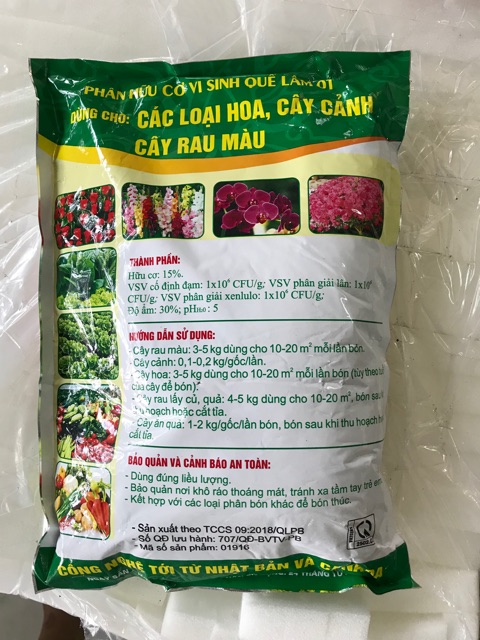 PHÂN HỮU CƠ VI SINH QUẾ LÂM 01
DÙNG CHO: CÁC LOẠI HOA, CÂY CẢNH
CÂY RAU MÀU
THÀNH PHẦN:
Hữu cơ: 15%.
VSV cố định đạm: 1x10⁶ CFU/g; VSV phân giải lân: 1x10⁶
CFU/g; VSV phân giải xenlulo: 1x10⁶ CFU/g;
Độ ẩm: 30%; pHH₂O : 5
HƯỚNG DẪN SỬ DỤNG:
- Cây rau màu: 3-5 kg dùng cho 10-20 m² mỗi lần bón.
- Cây cảnh: 0,1-0,2 kg/gốc/lần.
- Cây hoa: 3-5 kg dùng cho 10-20 m² mỗi lần bón (tùy theo
của cây để bón).
- Cây rau lấy củ, quả: 4-5 kg dùng cho 10-20 m², bón sau
thu hoạch hoặc cắt tỉa.
- Cây ăn quả: 1-2 kg/gốc/lần bón, bón sau khi thu hoạch
cắt tỉa.
BẢO QUẢN VÀ CẢNH BÁO AN TOÀN:
- Dùng đúng liều lượng.
- Bảo quản nơi khô ráo thoáng mát, tránh xa tầm tay trẻ em.
- Kết hợp với các loại phân bón khác để bón thúc.
- Sản xuất theo TCCS 09:2018/QLPB
- Số QĐ lưu hành: 707/QĐ-BVTV-PB
- Mã số sản phẩm: 01916
CÔNG NGHỆ TỚI TỪ NHẬT BẢN VÀ
NGÀY SẢN 24 THÁNG